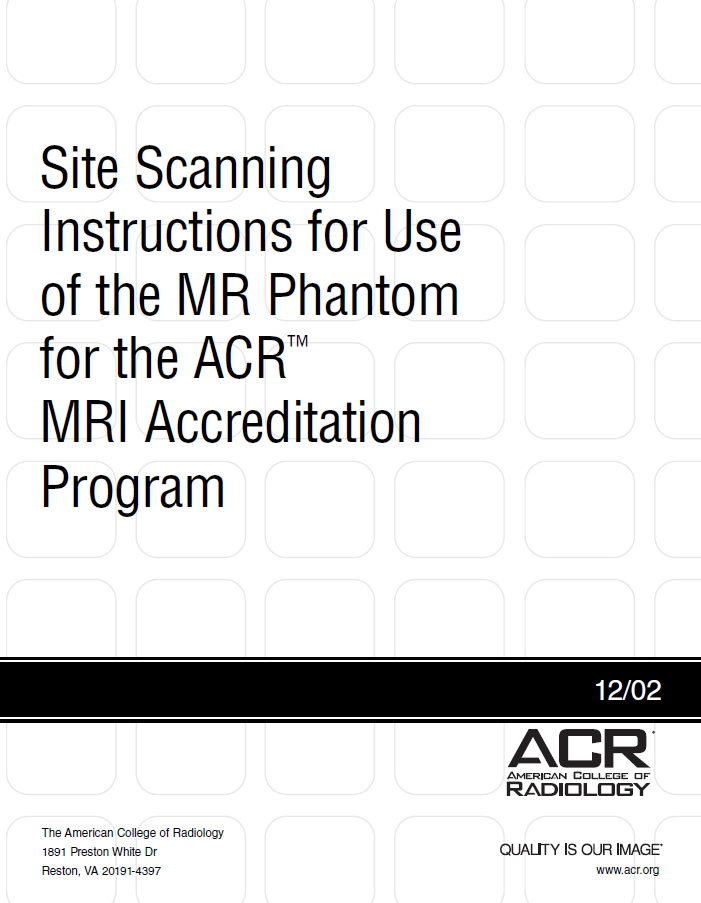 Site Scanning
Instructions for Use
of the MR Phantom
for the ACR™
MRI Accreditation
Program
12/02
ACR
AMERICAN COLLEGE OF
RADIOLOGY
The American College of Radiology
1891 Preston White Dr
Reston, VA 20191-4397
QUALITY IS OUR IMAGE
www.acr.org